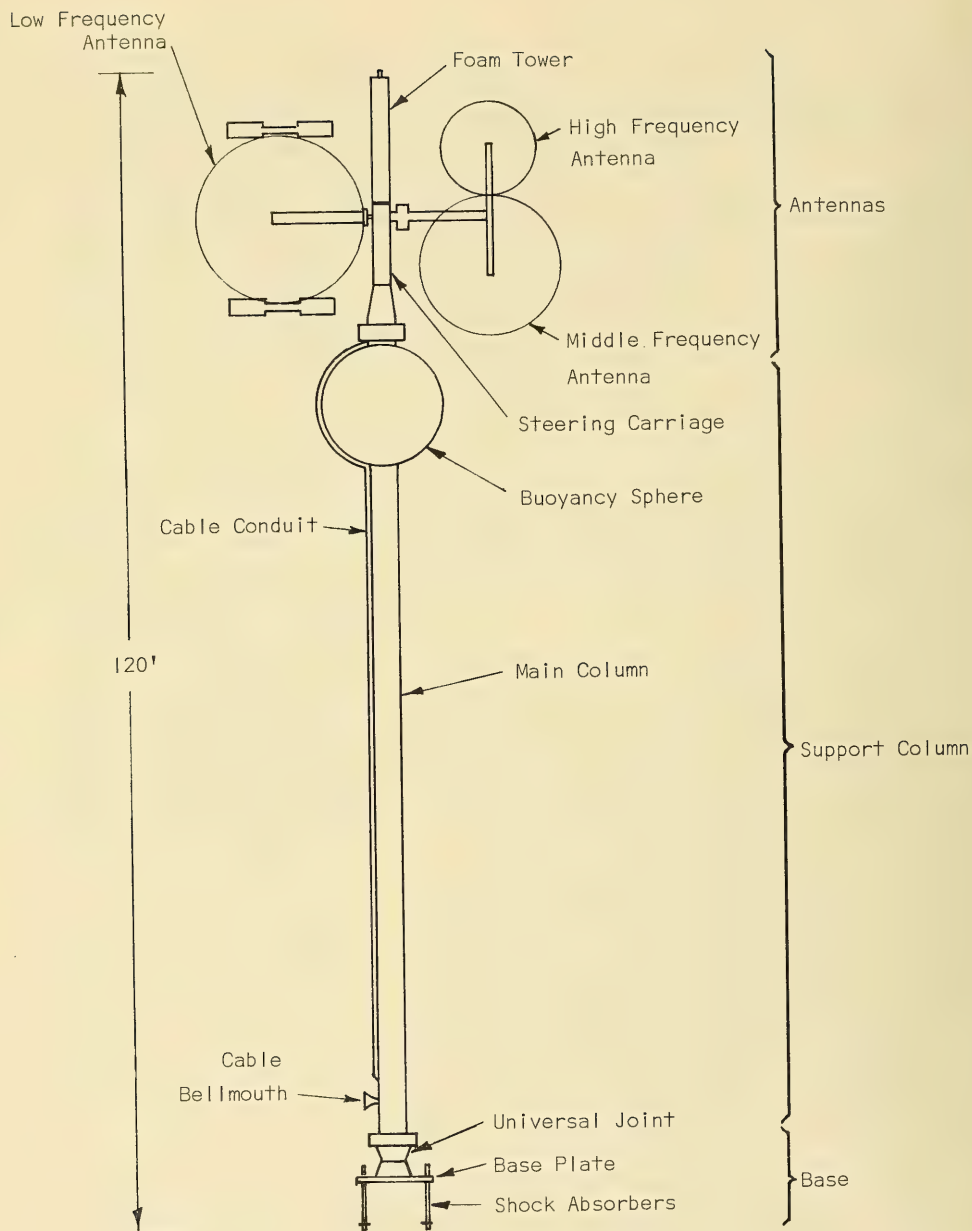 Low Frequency
Antenna
Foam Tower
High Frequency
Antenna
Antennas
Middle Frequency
Antenna
Steering Carriage
Buoyancy Sphere
Cable Conduit
120'
Main Column
Support Column
Cable
Bellmouth
Universal Joint
Base Plate
Base
Shock Absorbers